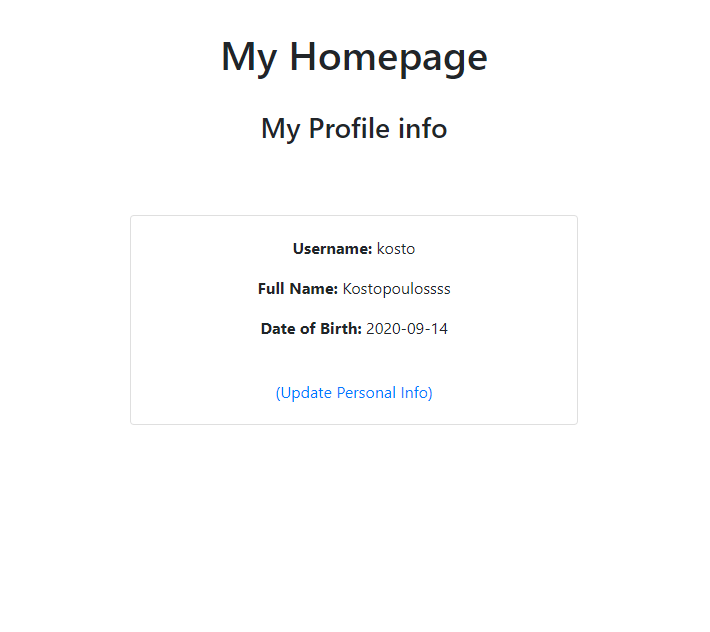 My Homepage
My Profile info
Username: kosto
Full Name: Kostopoulossss
Date of Birth: 2020-09-14
(Update Personal Info)